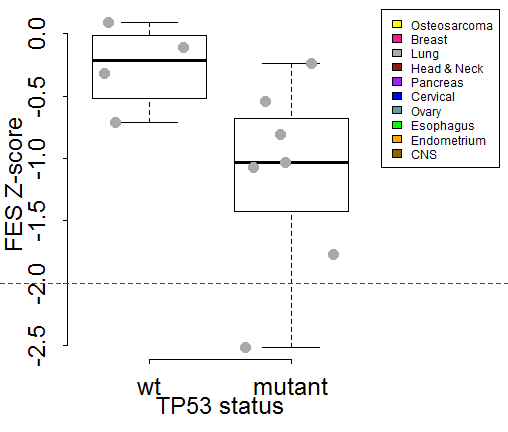 0.0
-0.5
-1.0
-1.5
-2.0
-2.5
FES Z-score
wt
mutant
TP53 status
Osteosarcoma
Breast
Lung
Head & Neck
Pancreas
Cervical
Ovary
Esophagus
Endometrium
CNS